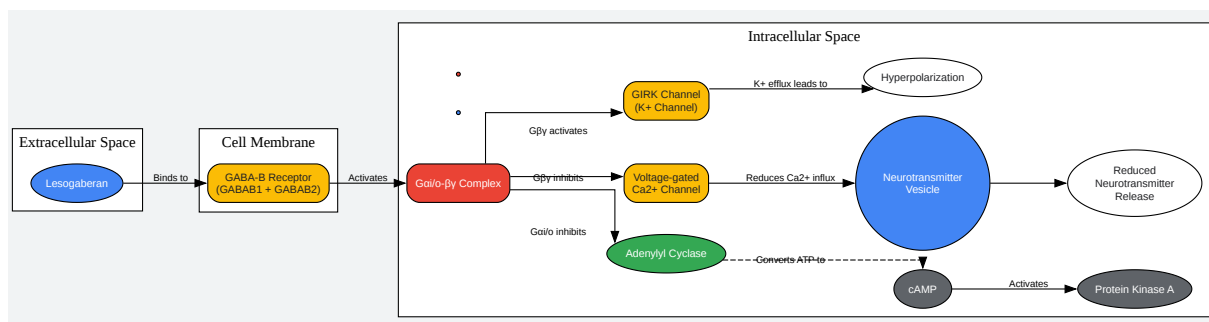 Intracellular Space
Hyperpolarization
K+ efflux leads to
GIRK Channel
(K+ Channel)
Gβγ activates
Extracellular Space
Lesogaberan
Binds to
Cell Membrane
GABA-B Receptor
(GABAB1 + GABAB2)
Activates
Gαi/o-βγ Complex
Gβγ inhibits
Voltage-gated
Ca2+ Channel
Reduces Ca2+ influx
Neurotransmitter
Vesicle
Reduced
Neurotransmitter
Release
Gαi/o inhibits
Adenylyl Cyclase
Converts ATP to
cAMP
Activates
Protein Kinase A